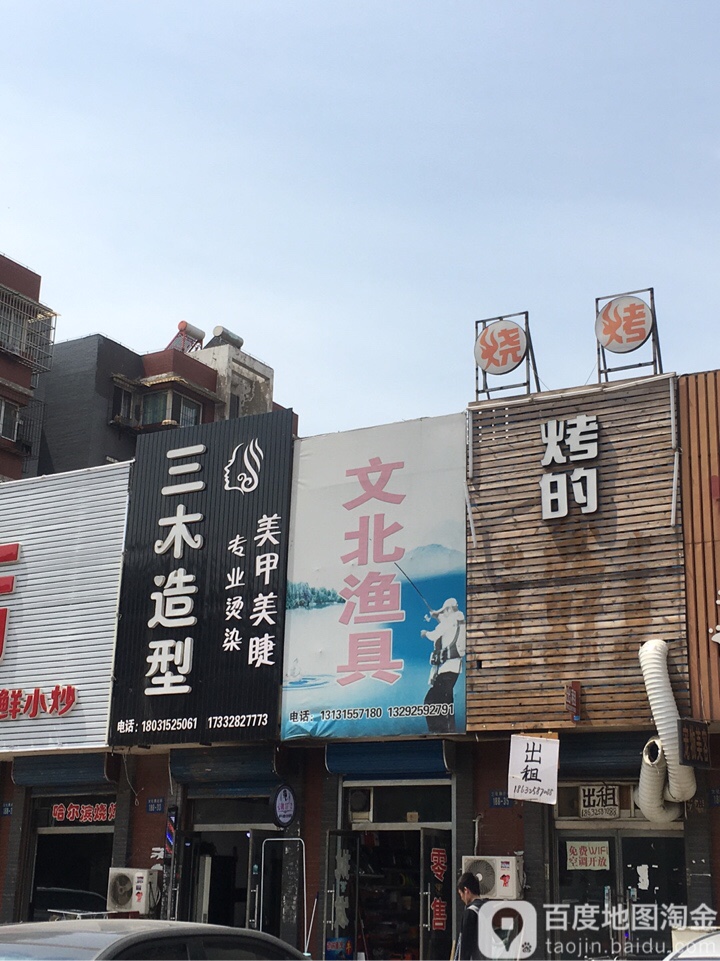 烧烤
烤的
三木造型
美甲美睫
专业烫染
电话：18031525061 17332827773
文北渔具
电话：13131557180 13292592791
鲜小炒
哈尔滨烧烤
出租
出租
零售
免费WiFi
空调开放
百度地图淘金
taojin.baidu.com